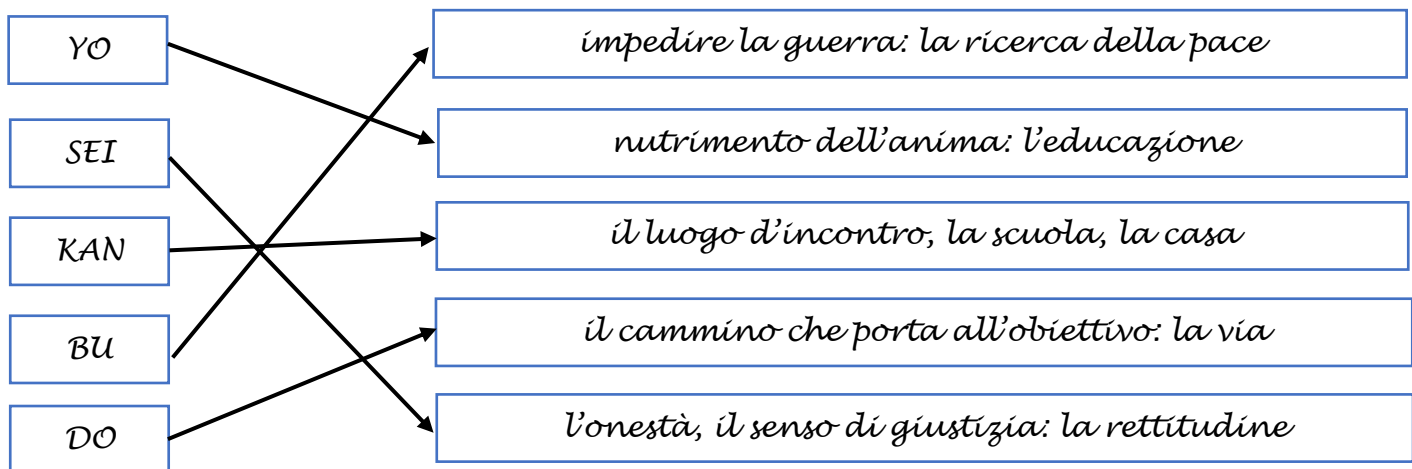 YO
impedire la guerra: la ricerca della pace
SEI
nutrimento dell'anima: l'educazione
KAN
il luogo d'incontro, la scuola, la casa
BU
il cammino che porta all'obiettivo: la via
DO
l'onestà, il senso di giustizia: la rettitudine